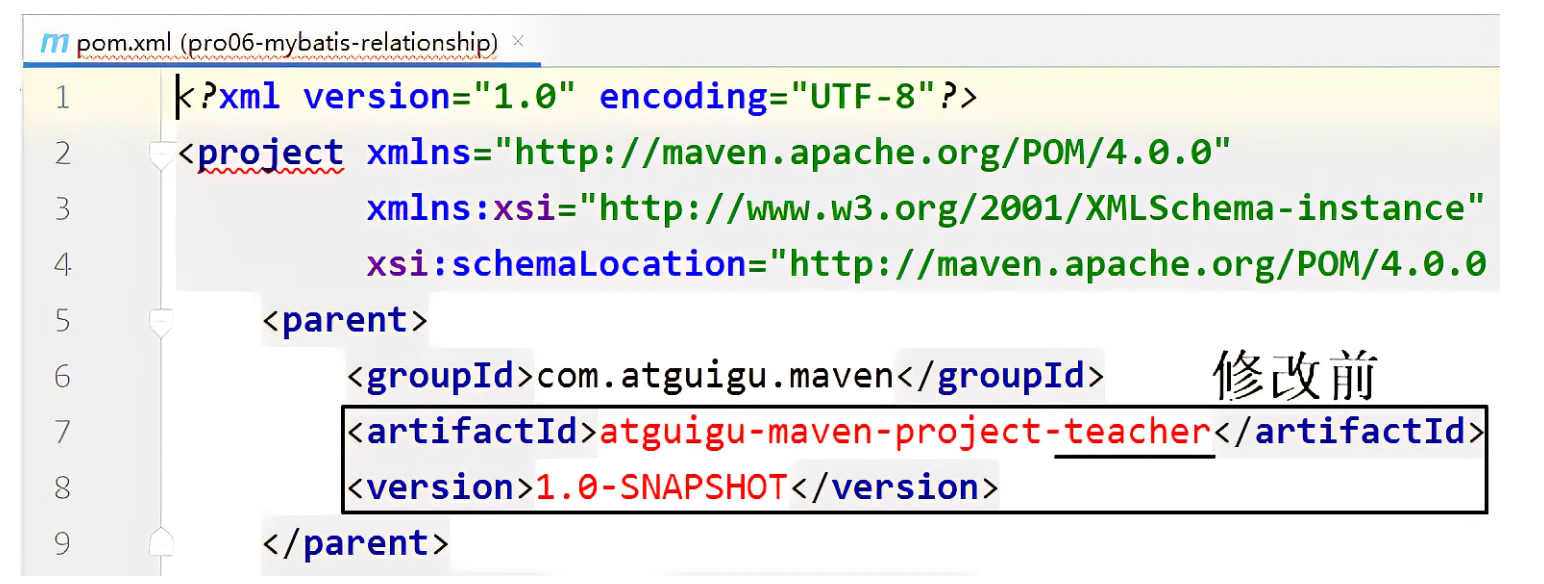 m pom.xml (pro06-mybatis-relationship) ×
1 <?xml version="1.0" encoding="UTF-8"?>
2 <project xmlns="http://maven.apache.org/POM/4.0.0"
3 xmlns:xsi="http://www.w3.org/2001/XMLSchema-instance"
4 xsi:schemaLocation="http://maven.apache.org/POM/4.0.0
5 <parent>
6 <groupId>com.atguigu.maven</groupId> 修改前
7 <artifactId>atguigu-maven-project-teacher</artifactId>
8 <version>1.0-SNAPSHOT</version>
9 </parent>